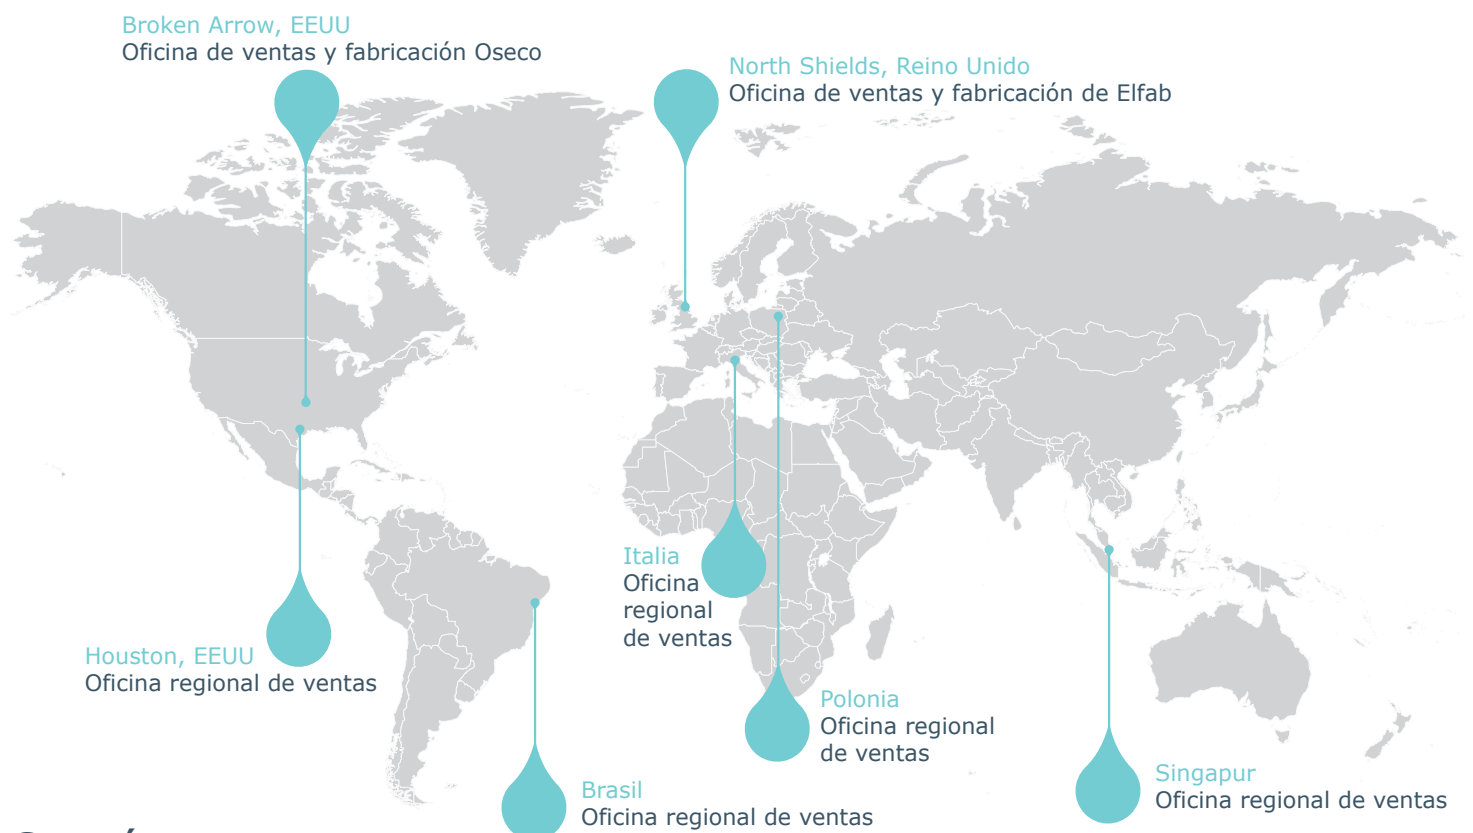 Broken Arrow, EEUU
Oficina de ventas y fabricación Oseco
North Shields, Reino Unido
Oficina de ventas y fabricación de Elfab
Italia
Oficina
regional
de ventas
Houston, EEUU
Oficina regional de ventas
Polonia
Oficina regional
de ventas
Singapur
Oficina regional de ventas
Brasil
Oficina regional de ventas